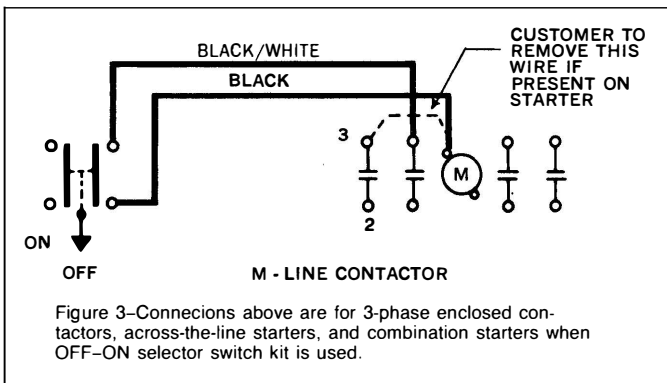 BLACK/WHITE
BLACK
CUSTOMER TO
REMOVE THIS
WIRE IF
PRESENT ON
STARTER
3
M
2
ON
OFF
M - LINE CONTACTOR
Figure 3–Connecions above are for 3-phase enclosed con-
tactors, across-the-line starters, and combination starters when
OFF–ON selector switch kit is used.